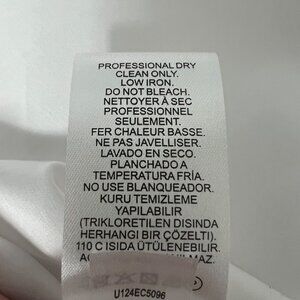 PROFESSIONAL DRY
CLEAN ONLY.
LOW IRON.
DO NOT BLEACH.
NETTOYER À SEC
PROFESSIONNEL
SEULEMENT.
FER CHALEUR BASSE.
NE PAS JAVELLISER.
LAVADO EN SECO.
PLANCHADO A
TEMPERATURA FRÍA.
NO USE BLANQUEADOR.
KURU TEMIZLEME
YAPILABILIR
(TRIKLORETILEN DISINDA
HERHANGI BIR ÇÖZELTI).
110 C ISIDA ÜTÜLENEBILIR.
U124EC5096